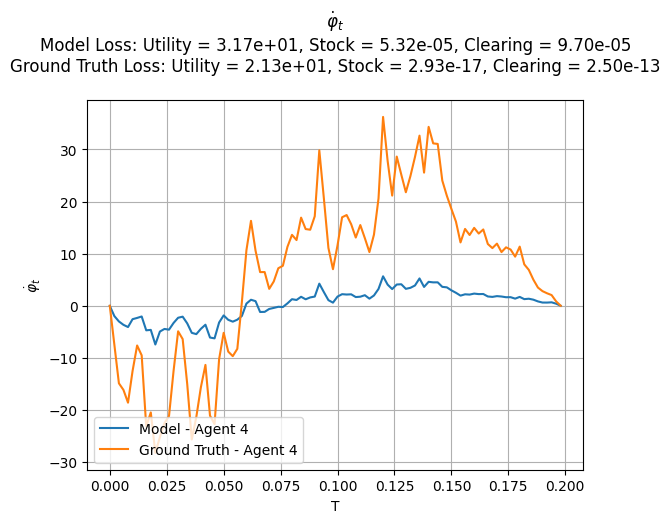 φ̇ₜ
Model Loss: Utility = 3.17e+01, Stock = 5.32e-05, Clearing = 9.70e-05
Ground Truth Loss: Utility = 2.13e+01, Stock = 2.93e-17, Clearing = 2.50e-13
30
20
10
0
−10
−20
−30
φ̇ₜ
Model - Agent 4
Ground Truth - Agent 4
0.000 0.025 0.050 0.075 0.100 0.125 0.150 0.175 0.200
T